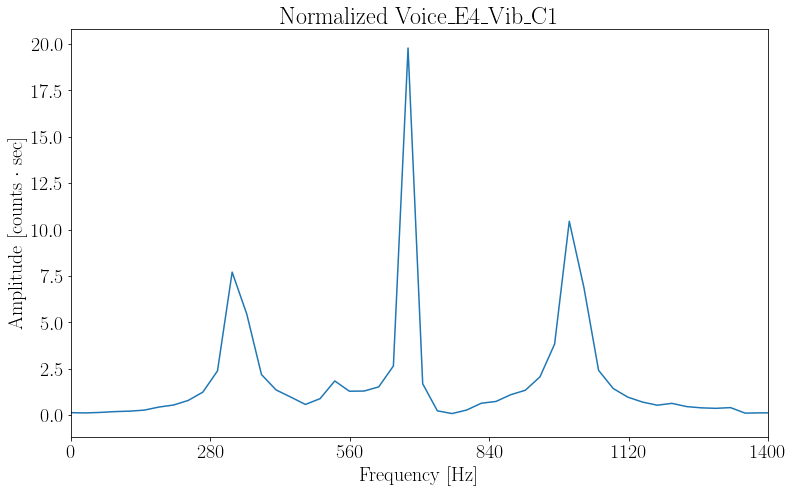 Normalized Voice_E4_Vib_C1
Amplitude [counts · sec]
20.0
17.5
15.0
12.5
10.0
7.5
5.0
2.5
0.0
0 280 560 840 1120 1400
Frequency [Hz]